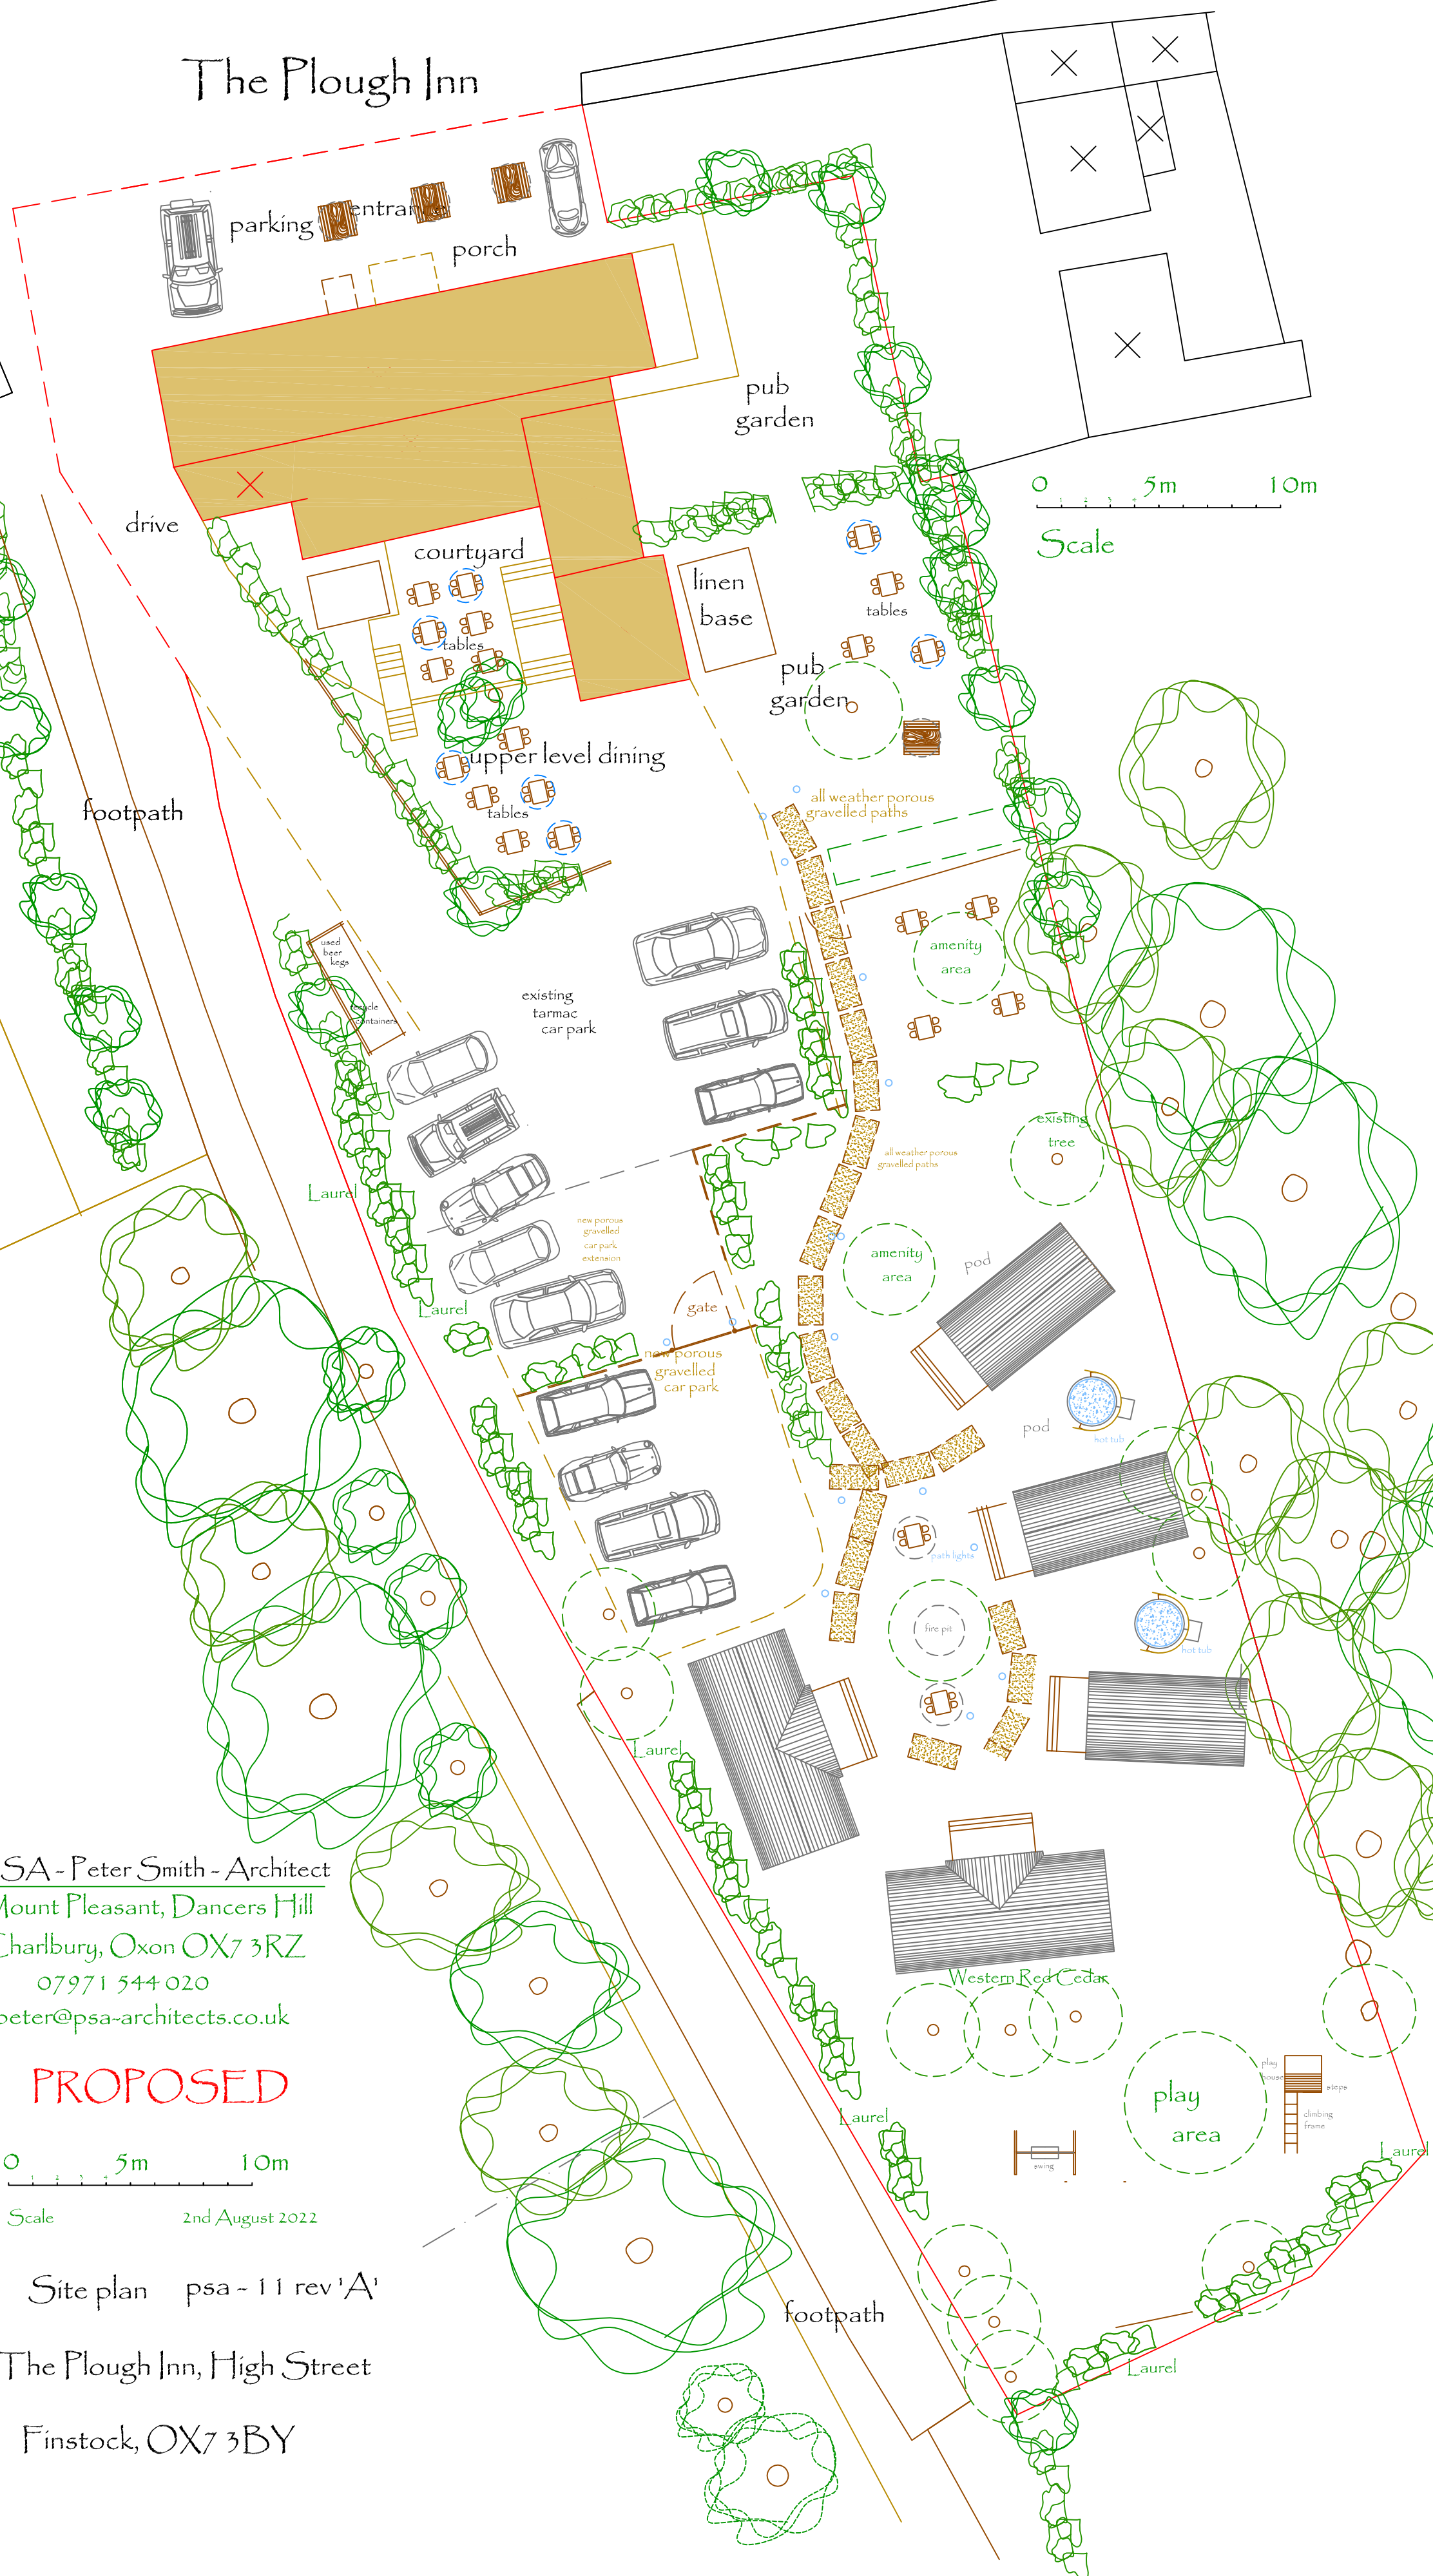 The Plough Inn
parking
entrance
porch
pub
garden
0 5m 10m
Scale
drive
courtyard
tables
linen
base
tables
pub
garden
upper level dining
tables
footpath
all weather porous
gravelled paths
used
beer
kegs
recycle
containers
existing
tarmac
car park
amenity
area
existing
tree
all weather porous
gravelled paths
Laurel
new porous
gravelled
car park
extension
amenity
area
pod
Laurel
gate
new porous
gravelled
car park
pod
hot tub
path lights
fire pit
hot tub
Laurel
SA - Peter Smith - Architect
Mount Pleasant, Dancers Hill
Charlbury, Oxon OX7 3RZ
07971 544 020
peter@psa-architects.co.uk
Western Red Cedar
PROPOSED
play
house
steps
climbing
frame
play
area
swing
Laurel
Laurel
0 5m 10m
Scale 2nd August 2022
Site plan psa - 11 rev 'A'
footpath
Laurel
The Plough Inn, High Street
Finstock, OX7 3BY